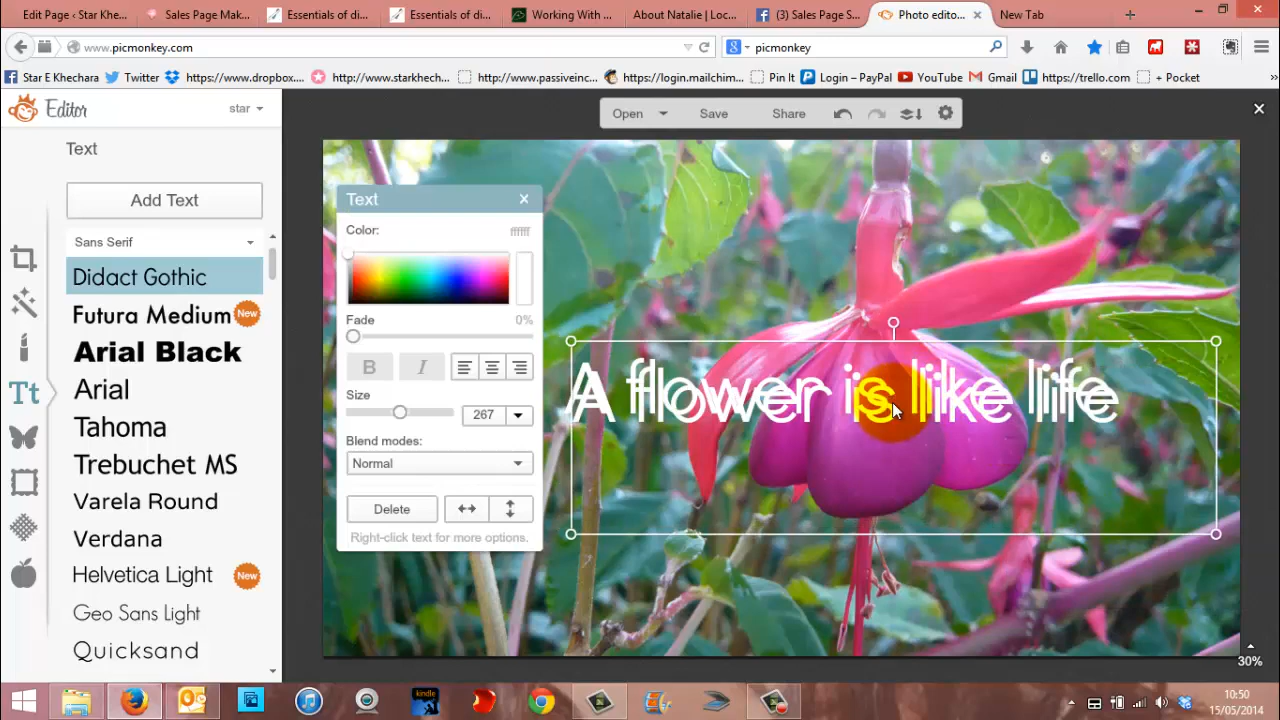 Edit Page ‹ Star Khe...
Sales Page Mak...
Essentials of di...
Essentials of di...
Working With ...
About Natalie | Loc...
(3) Sales Page S...
Photo edito...
New Tab
www.picmonkey.com
picmonkey
Star E Khechara
Twitter
https://www.dropbox....
http://www.starkhech...
http://www.passiveinc...
https://login.mailchim...
Pin It
Login – PayPal
YouTube
Gmail
https://trello.com
+ Pocket
Editor
star
Open
Save
Share
Text
Add Text
Sans Serif
Didact Gothic
Futura Medium
New
Arial Black
Arial
Tahoma
Trebuchet MS
Varela Round
Verdana
Helvetica Light
New
Geo Sans Light
Quicksand
Text
Color:
ffffff
Fade
0%
B
I
Size
267
Blend modes:
Normal
Delete
Right-click text for more options.
A flower is like life
30%
kindle
10:50
15/05/2014